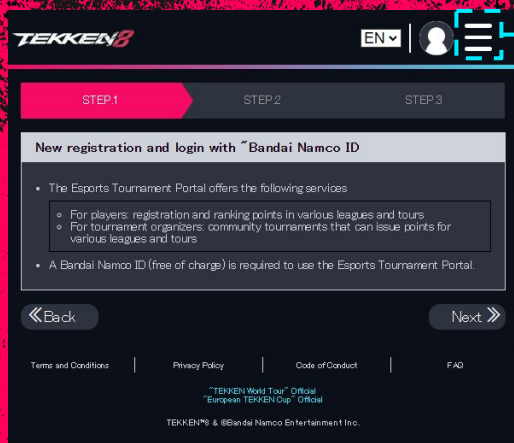 TEKKEN8
EN
STEP.1 STEP.2 STEP.3
New registration and login with ~Bandai Namco ID
• The Esports Tournament Portal offers the following services
○ For players: registration and ranking points in various leagues and tours
○ For tournament organizers: community tournaments that can issue points for
various leagues and tours
• A Bandai Namco ID (free of charge) is required to use the Esports Tournament Portal.
≪Back Next≫
Terms and Conditions | Privacy Policy | Code of Conduct | FAQ
~TEKKEN World Tour~ Official
~European TEKKEN Cup~ Official
TEKKEN™8 & ©Bandai Namco Entertainment Inc.